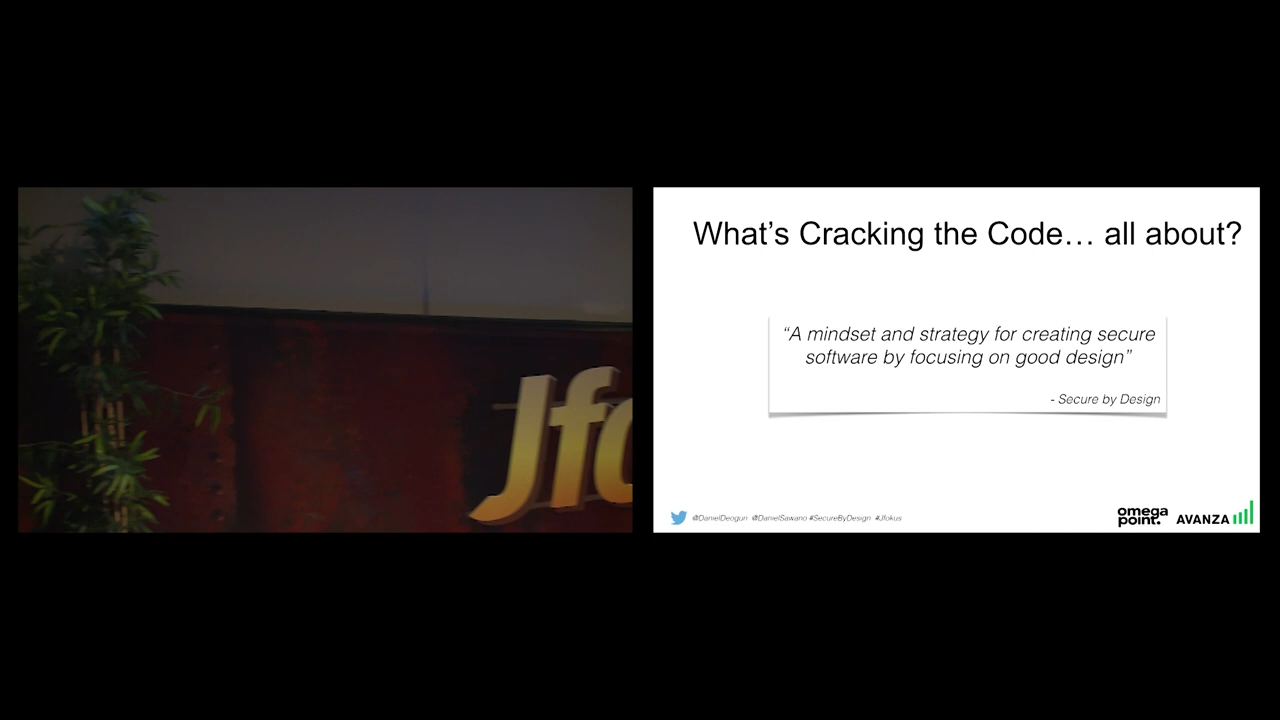 Jfo
What's Cracking the Code… all about?
“A mindset and strategy for creating secure
software by focusing on good design”
- Secure by Design
@DanielDeogun @DanielSawano #SecureByDesign #Jfokus
omega
point.
AVANZA